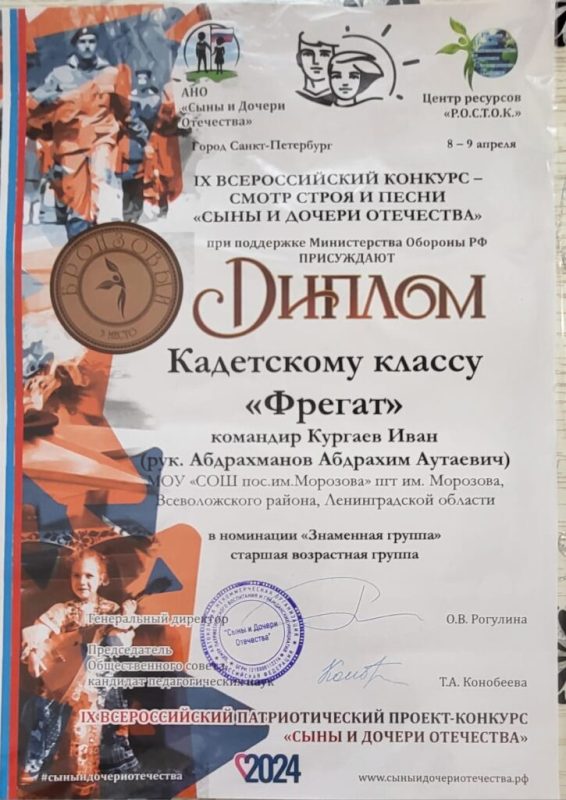 АНО
«Сыны и Дочери
Отечества»
Центр ресурсов
«Р.О.С.Т.О.К.»
Город Санкт-Петербург
8 – 9 апреля
IX ВСЕРОССИЙСКИЙ КОНКУРС –
СМОТР СТРОЯ И ПЕСНИ
«СЫНЫ И ДОЧЕРИ ОТЕЧЕСТВА»
при поддержке Министерства Обороны РФ
ПРИСУЖДАЮТ
БРОНЗОВЫЙ
3 МЕСТО
ДИПЛОМ
Кадетскому классу
«Фрегат»
командир Кургаев Иван
(рук. Абдрахманов Абдрахим Аутаевич)
МОУ «СОШ пос.им.Морозова» пгт им. Морозова,
Всеволожского района, Ленинградской области
в номинации «Знаменная группа»
старшая возрастная группа
Генеральный директор
О.В. Рогулина
"Сыны и Дочери
Отечества"
Председатель
Общественного совета,
кандидат педагогических наук
Т.А. Конобеева
IX ВСЕРОССИЙСКИЙ ПАТРИОТИЧЕСКИЙ ПРОЕКТ-КОНКУРС
«СЫНЫ И ДОЧЕРИ ОТЕЧЕСТВА»
#сыныидочериотечества
2024
www.сыныидочериотечества.рф